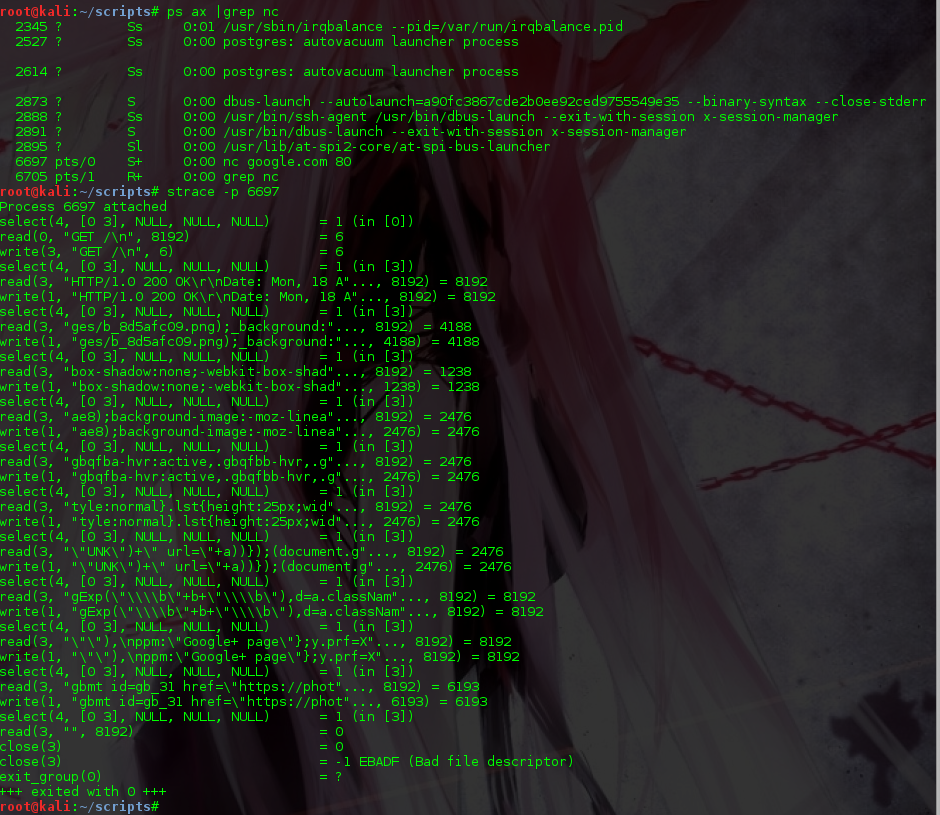 root@kali:~/scripts# ps ax |grep nc
2345 ? Ss 0:01 /usr/sbin/irqbalance --pid=/var/run/irqbalance.pid
2527 ? Ss 0:00 postgres: autovacuum launcher process
2614 ? Ss 0:00 postgres: autovacuum launcher process
2873 ? S 0:00 dbus-launch --autolaunch=a90fc3867cde2b0ee92ced9755549e35 --binary-syntax --close-stderr
2888 ? Ss 0:00 /usr/bin/ssh-agent /usr/bin/dbus-launch --exit-with-session x-session-manager
2891 ? S 0:00 /usr/bin/dbus-launch --exit-with-session x-session-manager
2895 ? Sl 0:00 /usr/lib/at-spi2-core/at-spi-bus-launcher
6697 pts/0 S+ 0:00 nc google.com 80
6705 pts/1 R+ 0:00 grep nc
root@kali:~/scripts# strace -p 6697
Process 6697 attached
select(4, [0 3], NULL, NULL, NULL) = 1 (in [0])
read(0, "GET /\n", 8192) = 6
write(3, "GET /\n", 6) = 6
select(4, [0 3], NULL, NULL, NULL) = 1 (in [3])
read(3, "HTTP/1.0 200 OK\r\nDate: Mon, 18 A"..., 8192) = 8192
write(1, "HTTP/1.0 200 OK\r\nDate: Mon, 18 A"..., 8192) = 8192
select(4, [0 3], NULL, NULL, NULL) = 1 (in [3])
read(3, "ges/b_8d5afc09.png);_background:"..., 8192) = 4188
write(1, "ges/b_8d5afc09.png);_background:"..., 4188) = 4188
select(4, [0 3], NULL, NULL, NULL) = 1 (in [3])
read(3, "box-shadow:none;-webkit-box-shad"..., 8192) = 1238
write(1, "box-shadow:none;-webkit-box-shad"..., 1238) = 1238
select(4, [0 3], NULL, NULL, NULL) = 1 (in [3])
read(3, "ae8);background-image:-moz-linea"..., 8192) = 2476
write(1, "ae8);background-image:-moz-linea"..., 2476) = 2476
select(4, [0 3], NULL, NULL, NULL) = 1 (in [3])
read(3, "gbqfba-hvr:active,.gbqfbb-hvr,.g"..., 8192) = 2476
write(1, "gbqfba-hvr:active,.gbqfbb-hvr,.g"..., 2476) = 2476
select(4, [0 3], NULL, NULL, NULL) = 1 (in [3])
read(3, "tyle:normal}.lst{height:25px;wid"..., 8192) = 2476
write(1, "tyle:normal}.lst{height:25px;wid"..., 2476) = 2476
select(4, [0 3], NULL, NULL, NULL) = 1 (in [3])
read(3, "\"UNK\")+\" url=\"+a))});(document.g"..., 8192) = 2476
write(1, "\"UNK\")+\" url=\"+a))});(document.g"..., 2476) = 2476
select(4, [0 3], NULL, NULL, NULL) = 1 (in [3])
read(3, "gExp(\"\\\\b\"+b+\"\\\\b\"),d=a.classNam"..., 8192) = 8192
write(1, "gExp(\"\\\\b\"+b+\"\\\\b\"),d=a.classNam"..., 8192) = 8192
select(4, [0 3], NULL, NULL, NULL) = 1 (in [3])
read(3, "\"\"),\nppm:\"Google+ page\"};y.prf=X"..., 8192) = 8192
write(1, "\"\"),\nppm:\"Google+ page\"};y.prf=X"..., 8192) = 8192
select(4, [0 3], NULL, NULL, NULL) = 1 (in [3])
read(3, "gbmt id=gb_31 href=\"https://phot"..., 8192) = 6193
write(1, "gbmt id=gb_31 href=\"https://phot"..., 6193) = 6193
select(4, [0 3], NULL, NULL, NULL) = 1 (in [3])
read(3, "", 8192) = 0
close(3) = 0
close(3) = -1 EBADF (Bad file descriptor)
exit_group(0) = ?
+++ exited with 0 +++
root@kali:~/scripts#